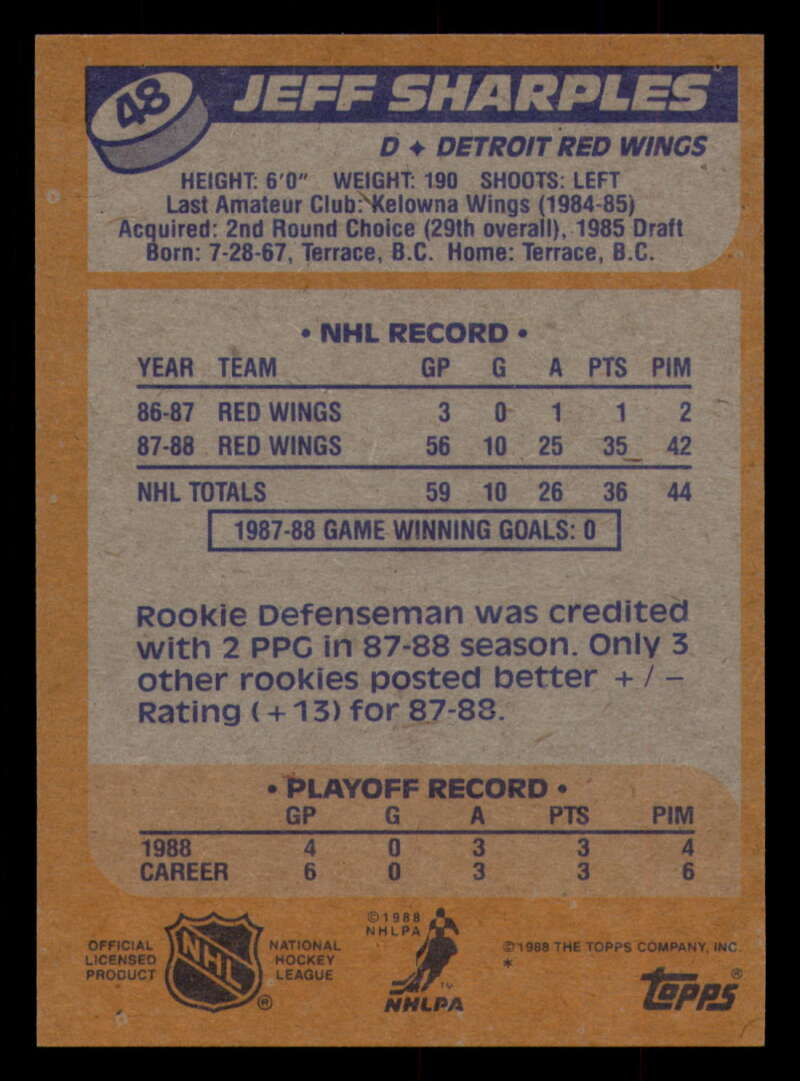 48
JEFF SHARPLES
D ✦ DETROIT RED WINGS
HEIGHT: 6'0" WEIGHT: 190 SHOOTS: LEFT
Last Amateur Club: Kelowna Wings (1984-85)
Acquired: 2nd Round Choice (29th overall), 1985 Draft
Born: 7-28-67, Terrace, B.C. Home: Terrace, B.C.
• NHL RECORD •
YEAR TEAM GP G A PTS PIM
86-87 RED WINGS 3 0 1 1 2
87-88 RED WINGS 56 10 25 35 42
NHL TOTALS 59 10 26 36 44
1987-88 GAME WINNING GOALS: 0
Rookie Defenseman was credited
with 2 PPG in 87-88 season. Only 3
other rookies posted better +/−
Rating (+13) for 87-88.
• PLAYOFF RECORD •
GP G A PTS PIM
1988 4 0 3 3 4
CAREER 6 0 3 3 6
OFFICIAL
LICENSED
PRODUCT
NHL
®
NATIONAL
HOCKEY
LEAGUE
©1988
NHLPA
TM
NHLPA
©1988 THE TOPPS COMPANY, INC.
*
topps®